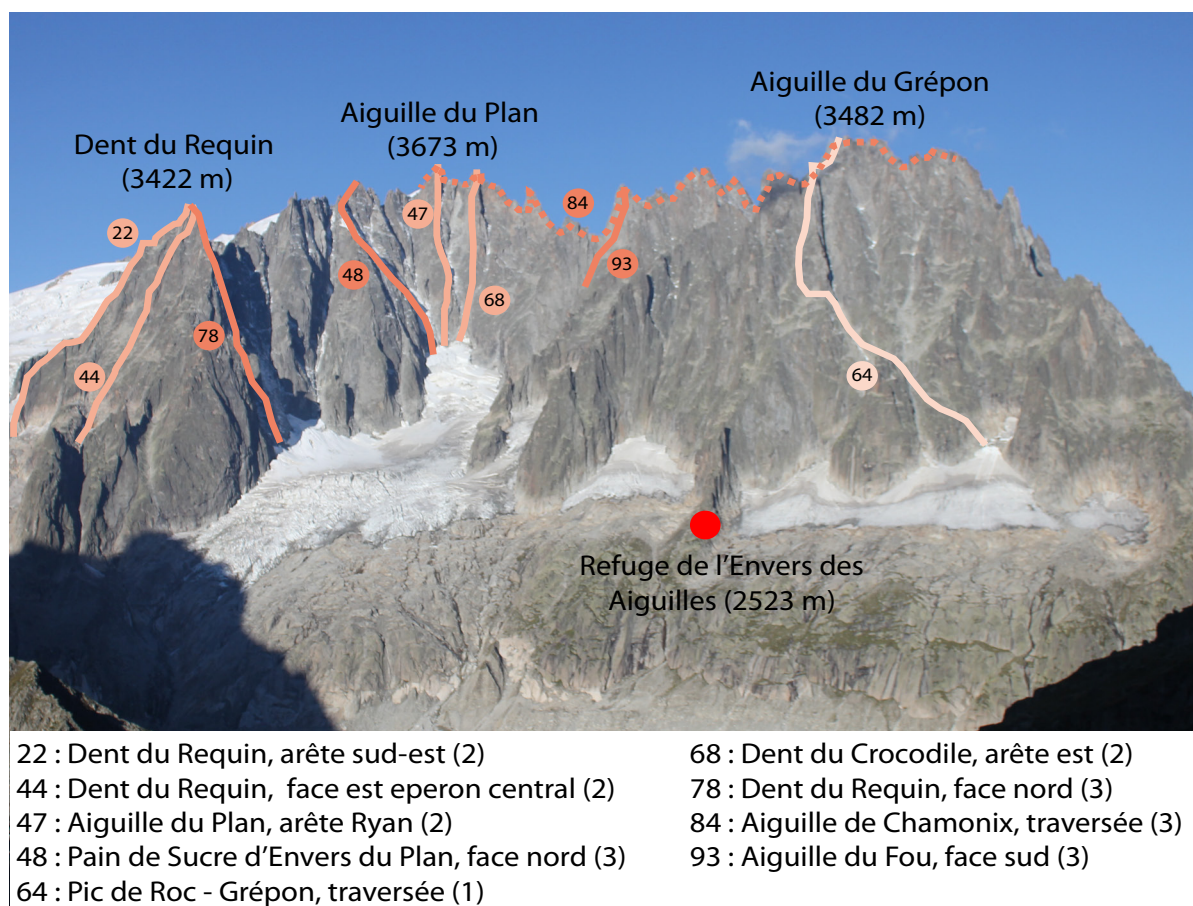 Aiguille du Grépon
(3482 m)
Aiguille du Plan
(3673 m)
Dent du Requin
(3422 m)
22
47
84
48
93
68
78
44
64
Refuge de l'Envers des
Aiguilles (2523 m)
22 : Dent du Requin, arête sud-est (2)
44 : Dent du Requin, face est eperon central (2)
47 : Aiguille du Plan, arête Ryan (2)
48 : Pain de Sucre d'Envers du Plan, face nord (3)
64 : Pic de Roc - Grépon, traversée (1)
68 : Dent du Crocodile, arête est (2)
78 : Dent du Requin, face nord (3)
84 : Aiguille de Chamonix, traversée (3)
93 : Aiguille du Fou, face sud (3)